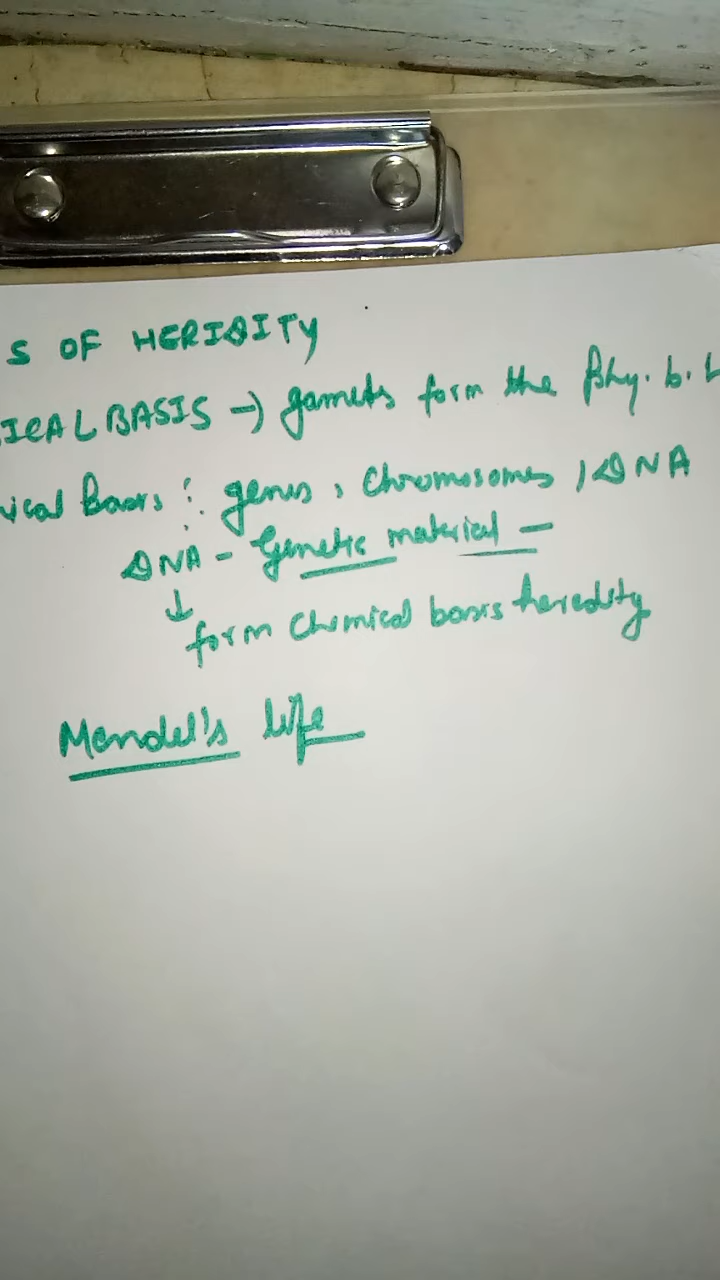 S OF HERIDITY
ICAL BASIS → gamets form the Phy. b. H
ical Basis : genes , chromosomes , DNA
DNA - Genetic material -
↓
form chemical basis heredity
Mendel's life